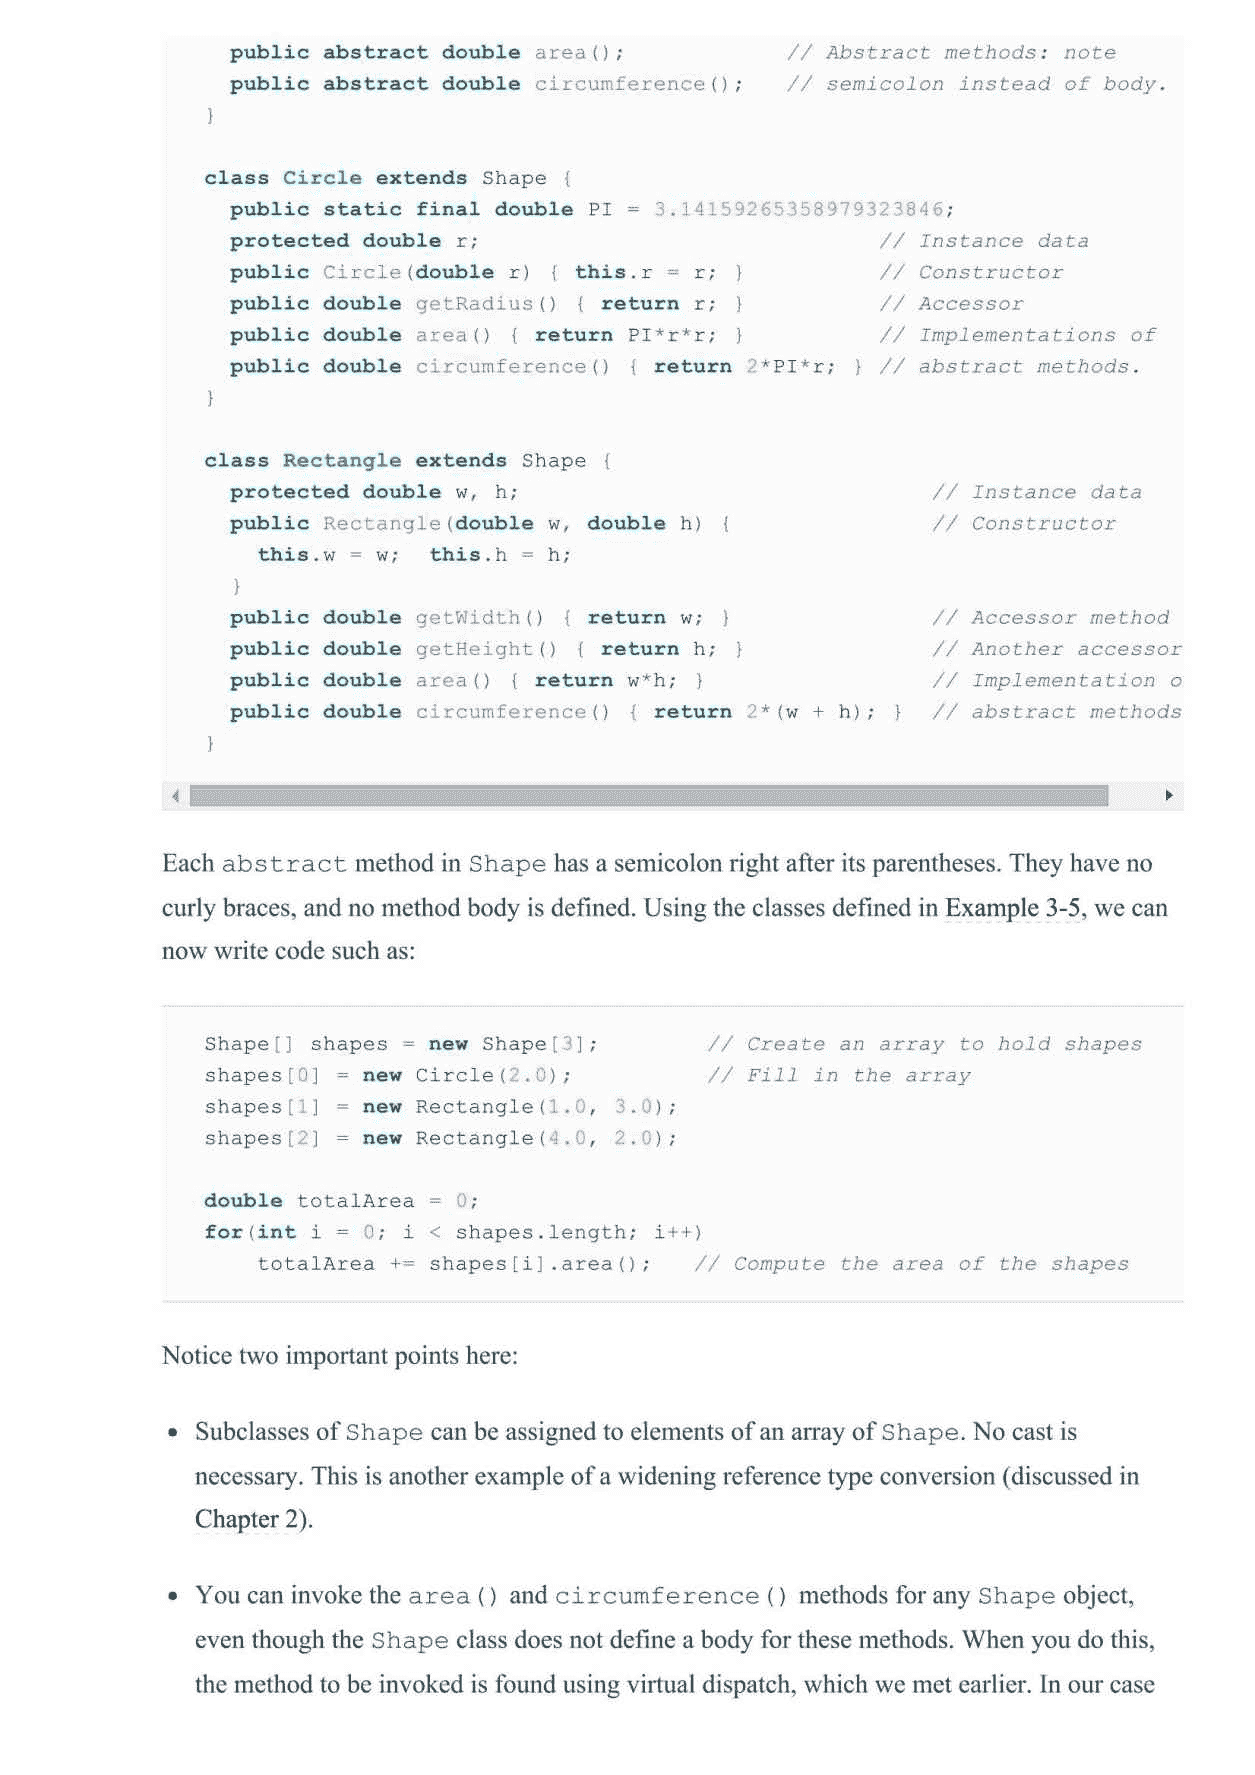 public abstract double area(); // Abstract methods: note
public abstract double circumference(); // semicolon instead of body.
}
class Circle extends Shape {
public static final double PI = 3.14159265358979323846;
protected double r; // Instance data
public Circle(double r) { this.r = r; } // Constructor
public double getRadius() { return r; } // Accessor
public double area() { return PI*r*r; } // Implementations of
public double circumference() { return 2*PI*r; } // abstract methods.
}
class Rectangle extends Shape {
protected double w, h; // Instance data
public Rectangle(double w, double h) { // Constructor
this.w = w; this.h = h;
}
public double getWidth() { return w; } // Accessor method
public double getHeight() { return h; } // Another accessor
public double area() { return w*h; } // Implementation o
public double circumference() { return 2*(w + h); } // abstract methods
}
Each abstract method in Shape has a semicolon right after its parentheses. They have no
curly braces, and no method body is defined. Using the classes defined in Example 3-5, we can
now write code such as:
Shape[] shapes = new Shape[3]; // Create an array to hold shapes
shapes[0] = new Circle(2.0); // Fill in the array
shapes[1] = new Rectangle(1.0, 3.0);
shapes[2] = new Rectangle(4.0, 2.0);
double totalArea = 0;
for(int i = 0; i < shapes.length; i++)
totalArea += shapes[i].area(); // Compute the area of the shapes
Notice two important points here:
• Subclasses of Shape can be assigned to elements of an array of Shape. No cast is
necessary. This is another example of a widening reference type conversion (discussed in
Chapter 2).
• You can invoke the area() and circumference() methods for any Shape object,
even though the Shape class does not define a body for these methods. When you do this,
the method to be invoked is found using virtual dispatch, which we met earlier. In our case